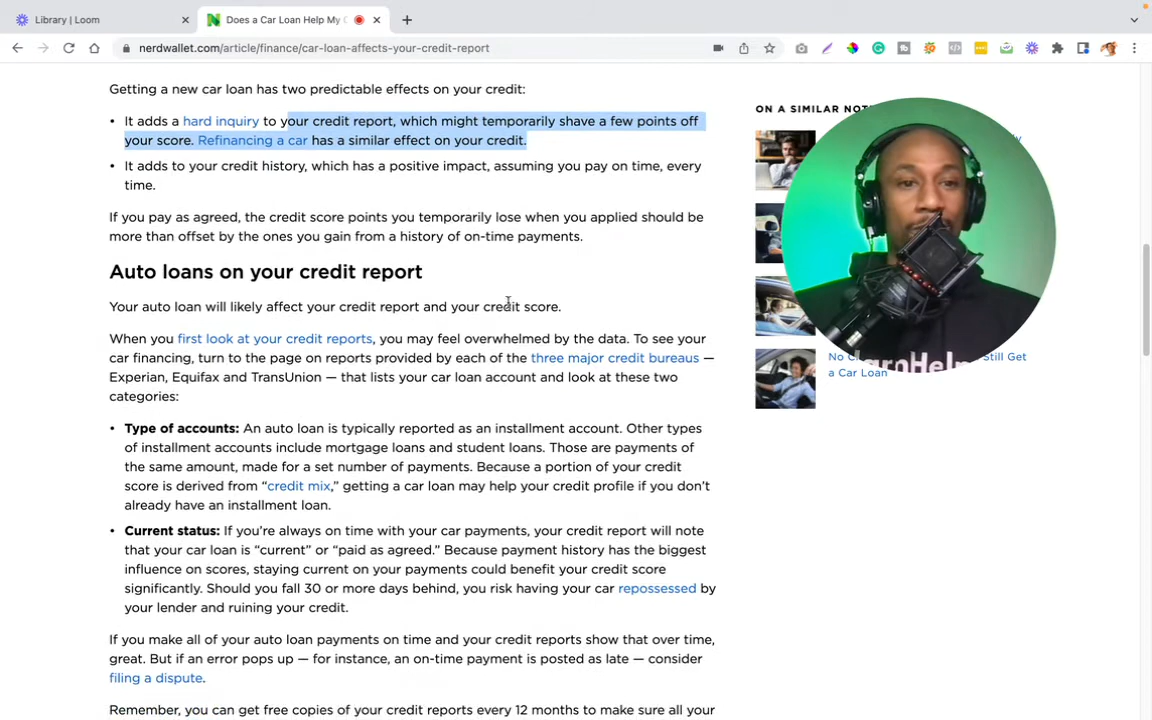 Library | Loom
Does a Car Loan Help My C
nerdwallet.com/article/finance/car-loan-affects-your-credit-report
Getting a new car loan has two predictable effects on your credit:
• It adds a hard inquiry to your credit report, which might temporarily shave a few points off
your score. Refinancing a car has a similar effect on your credit.
• It adds to your credit history, which has a positive impact, assuming you pay on time, every
time.
If you pay as agreed, the credit score points you temporarily lose when you applied should be
more than offset by the ones you gain from a history of on-time payments.
Auto loans on your credit report
Your auto loan will likely affect your credit report and your credit score.
When you first look at your credit reports, you may feel overwhelmed by the data. To see your
car financing, turn to the page on reports provided by each of the three major credit bureaus —
Experian, Equifax and TransUnion — that lists your car loan account and look at these two
categories:
• Type of accounts: An auto loan is typically reported as an installment account. Other types
of installment accounts include mortgage loans and student loans. Those are payments of
the same amount, made for a set number of payments. Because a portion of your credit
score is derived from “credit mix,” getting a car loan may help your credit profile if you don’t
already have an installment loan.
• Current status: If you’re always on time with your car payments, your credit report will note
that your car loan is “current” or “paid as agreed.” Because payment history has the biggest
influence on scores, staying current on your payments could benefit your credit score
significantly. Should you fall 30 or more days behind, you risk having your car repossessed by
your lender and ruining your credit.
If you make all of your auto loan payments on time and your credit reports show that over time,
great. But if an error pops up — for instance, an on-time payment is posted as late — consider
filing a dispute.
Remember, you can get free copies of your credit reports every 12 months to make sure all your
ON A SIMILAR NOTE
Still Get
a Car Loan